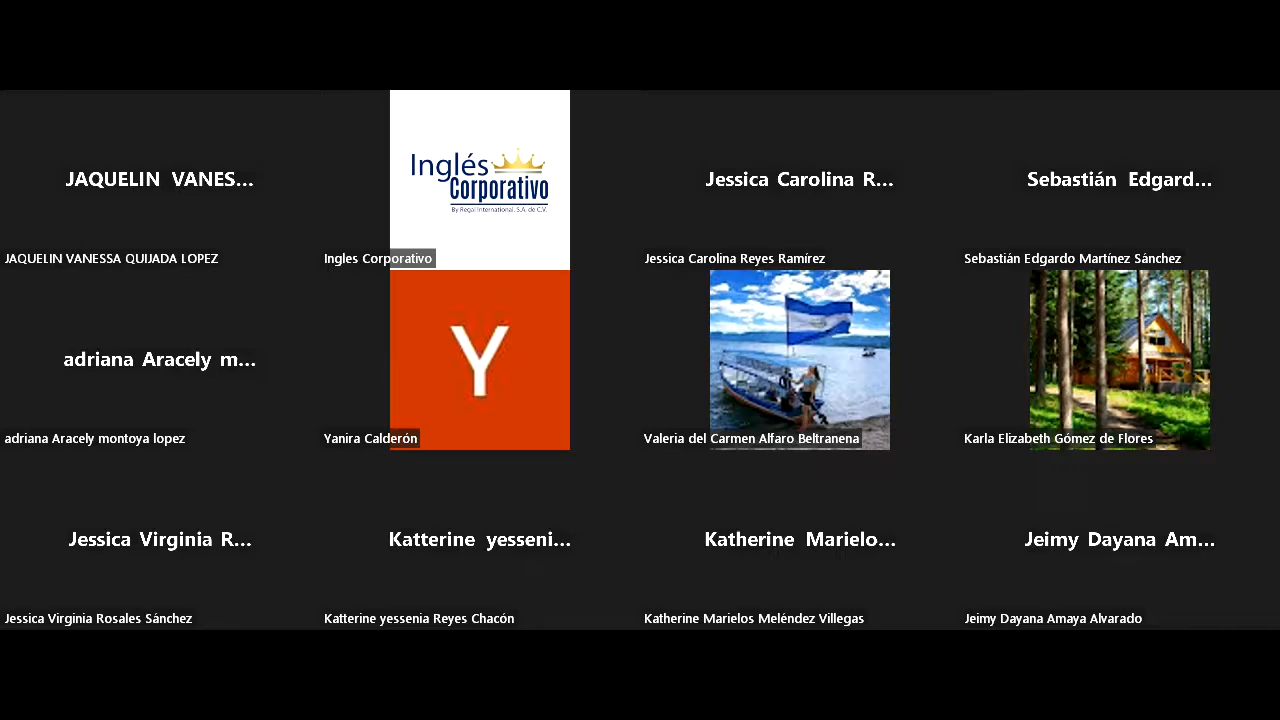 JAQUELIN VANES...
Inglés
Corporativo
By Regal International, S.A. de C.V.
Jessica Carolina R...
Sebastián Edgard...
JAQUELIN VANESSA QUIJADA LOPEZ
Ingles Corporativo
Jessica Carolina Reyes Ramírez
Sebastián Edgardo Martínez Sánchez
adriana Aracely m...
Y
adriana Aracely montoya lopez
Yanira Calderón
Valeria del Carmen Alfaro Beltranena
Karla Elizabeth Gómez de Flores
Jessica Virginia R...
Katterine yesseni...
Katherine Marielo...
Jeimy Dayana Am...
Jessica Virginia Rosales Sánchez
Katterine yessenia Reyes Chacón
Katherine Marielos Meléndez Villegas
Jeimy Dayana Amaya Alvarado